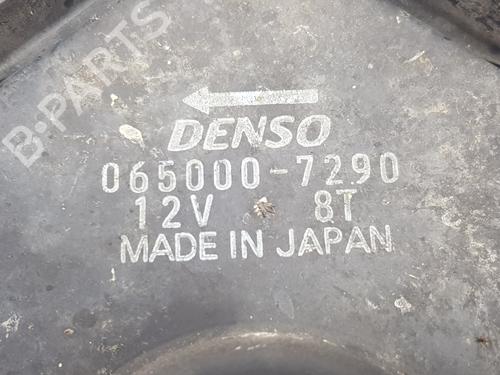 B-PARTS
DENSO
065000-7290
12V 8T
MADE IN JAPAN